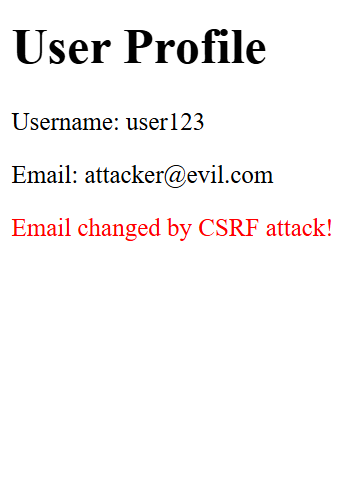 User Profile
Username: user123
Email: attacker@evil.com
Email changed by CSRF attack!